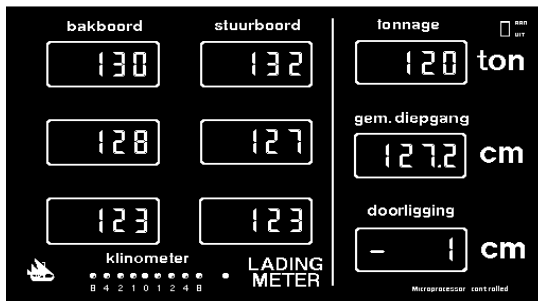 bakboord stuurboord tonnage AAN
UIT
130 132 120 ton
gem. diepgang
128 127 127.2 cm
doorligging
123 123 - 1 cm
klinometer
8 4 2 1 0 1 2 4 8
LADING
METER
Microprocessor controlled